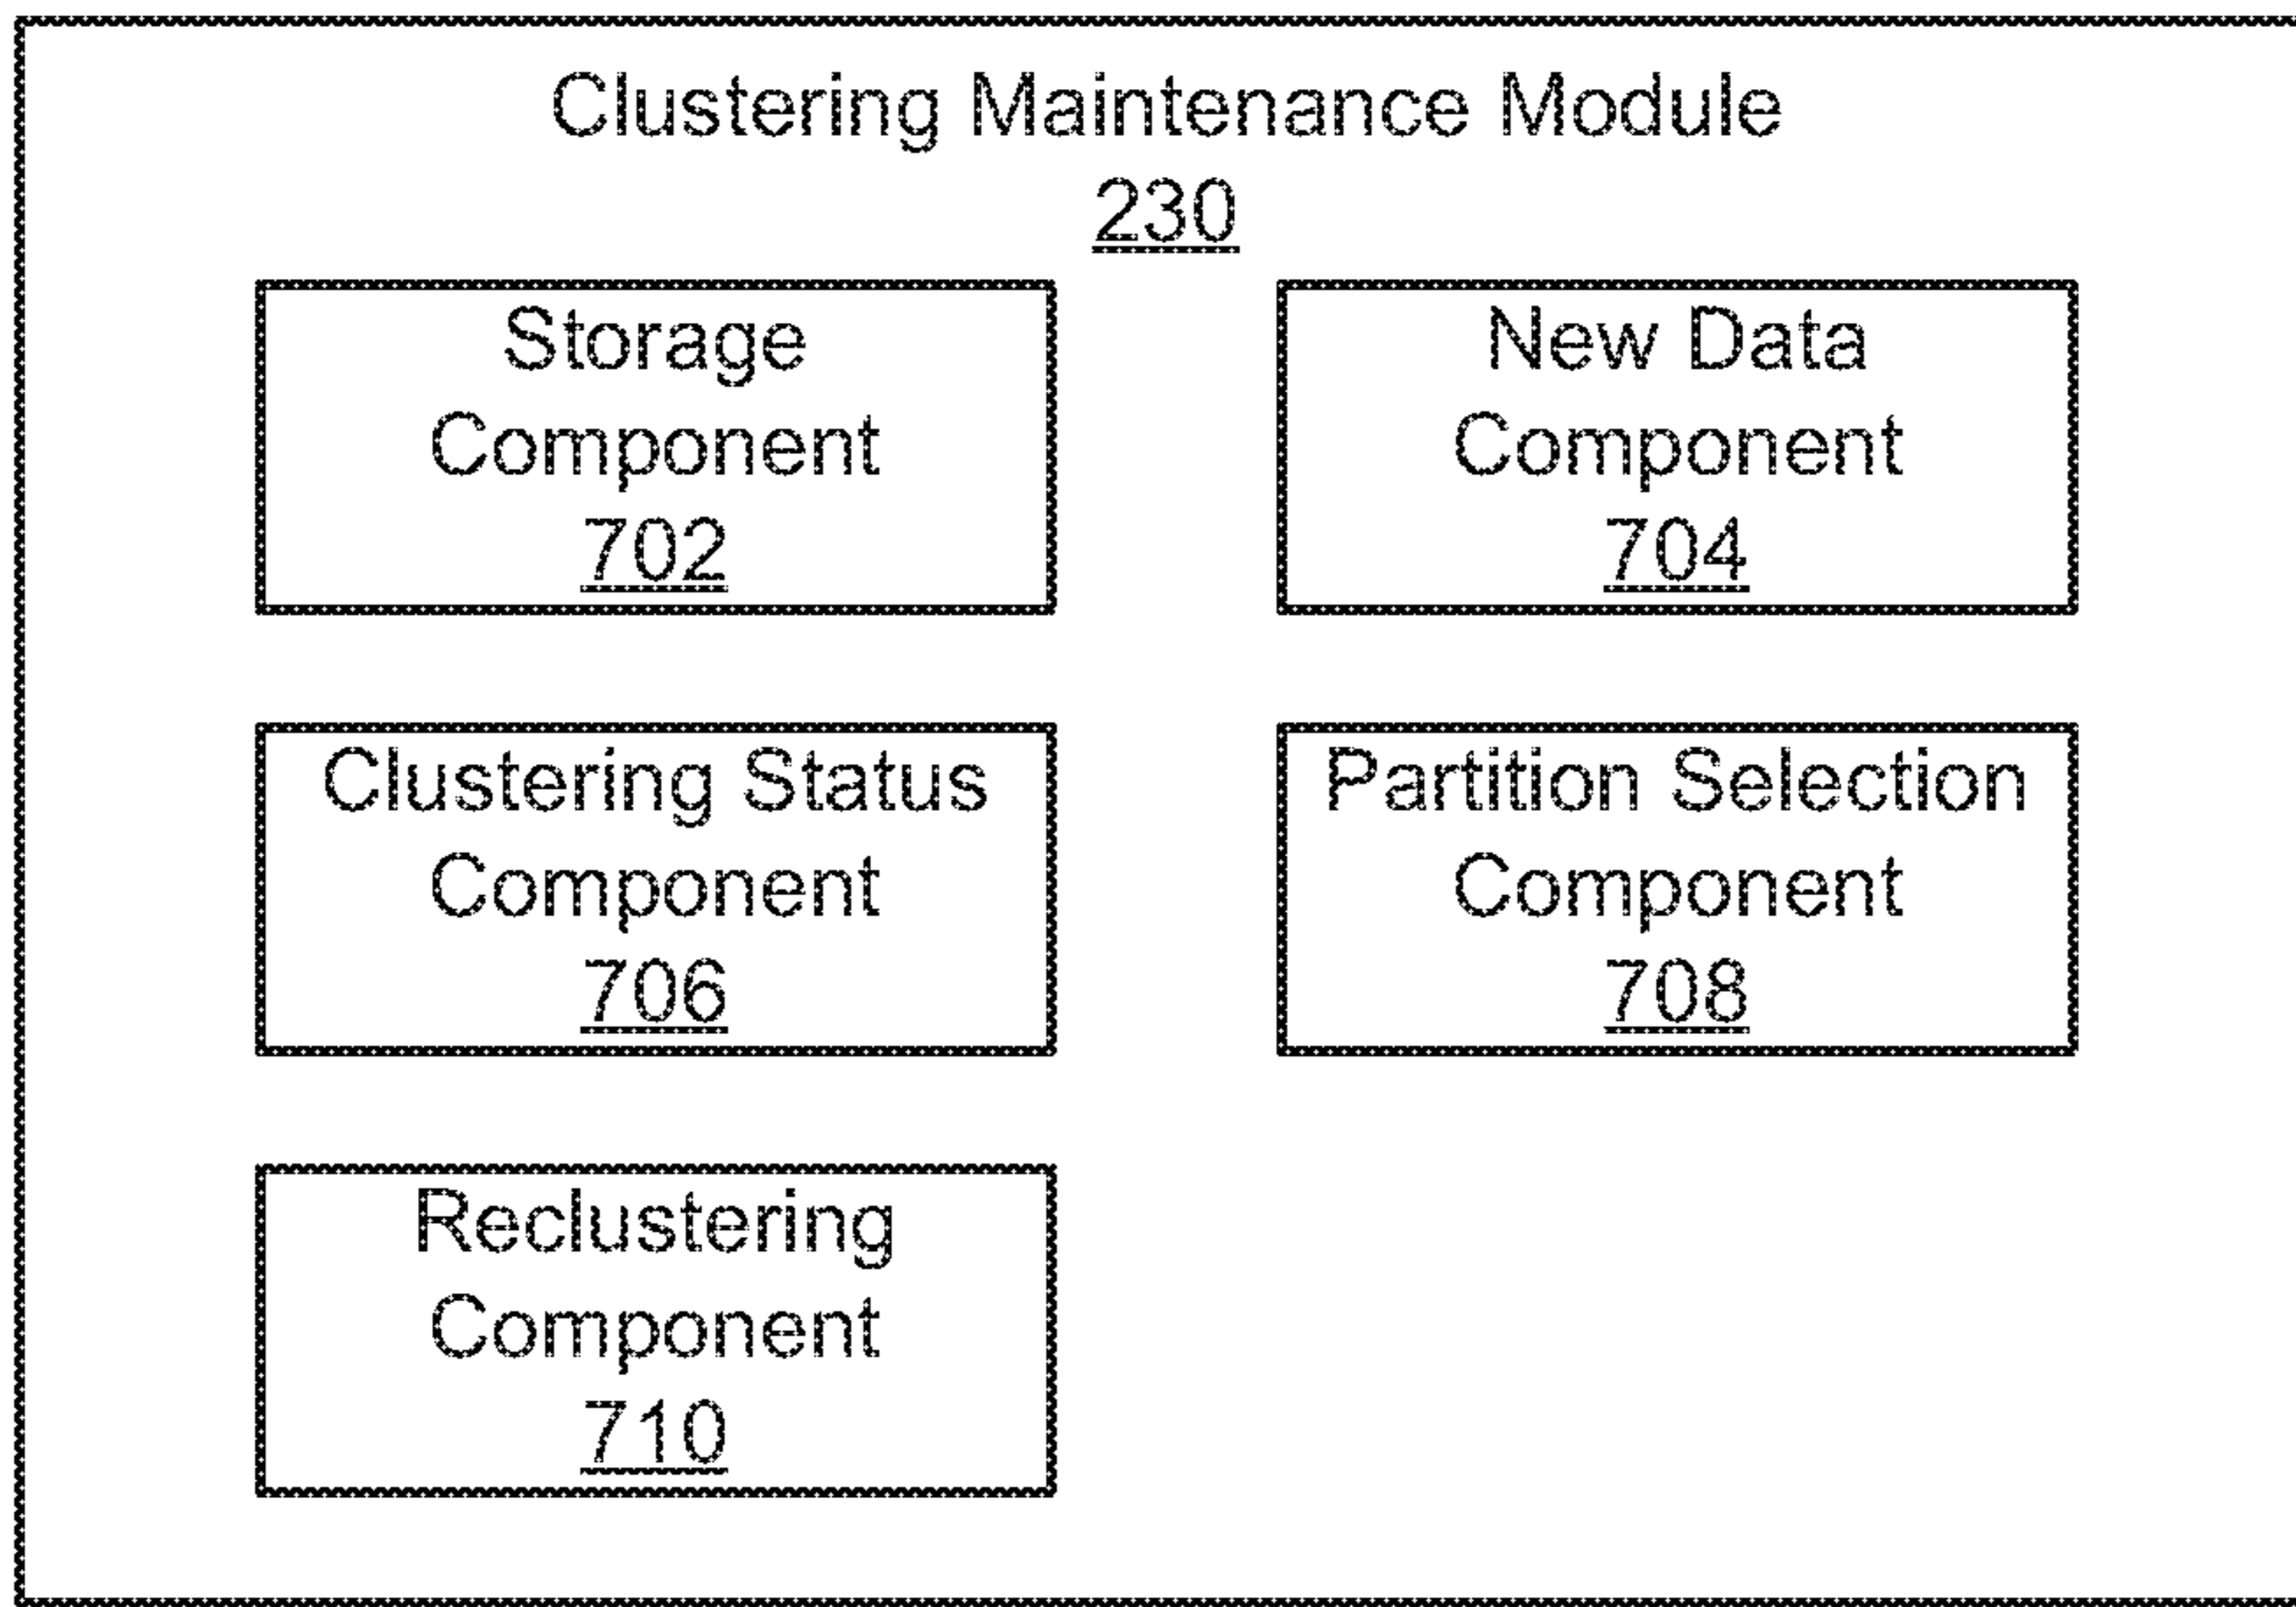 Clustering Maintenance Module
230
Storage
Component
702
New Data
Component
704
Clustering Status
Component
706
Partition Selection
Component
708
Reclustering
Component
710